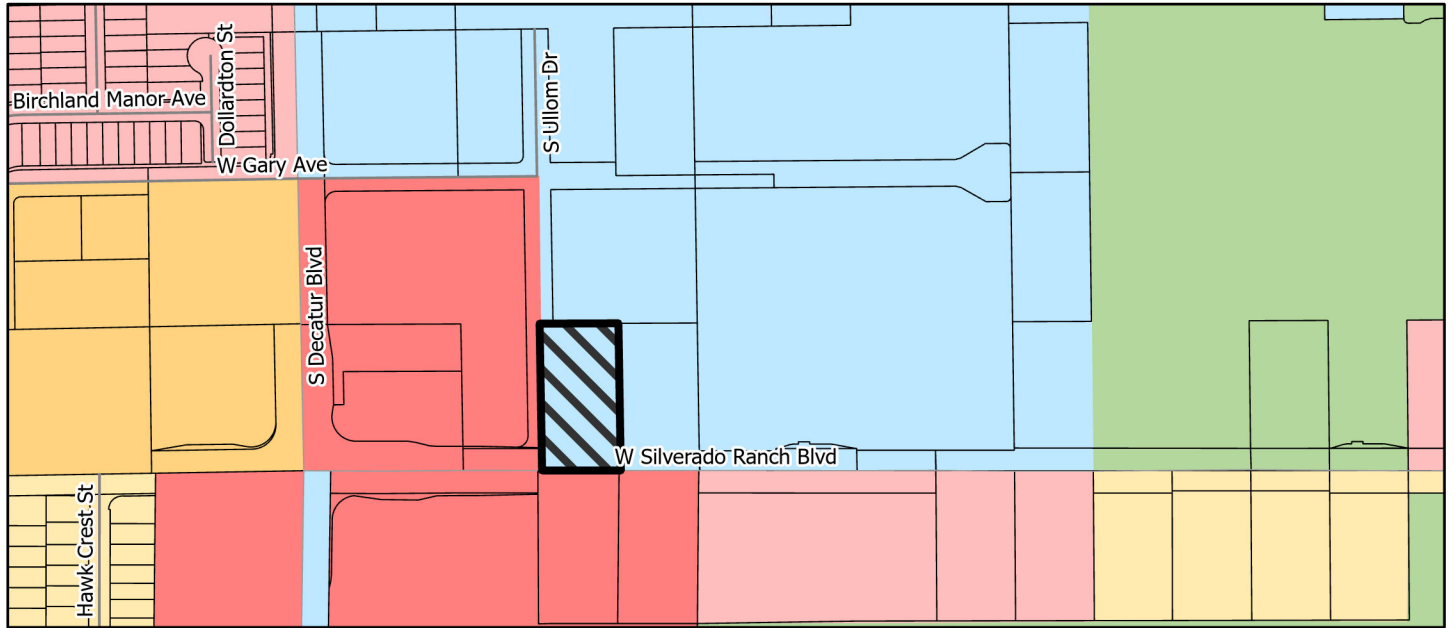 Dollardton St
S Ullom Dr
Birchland Manor Ave
W Gary Ave
S Decatur Blvd
W Silverado Ranch Blvd
Hawk Crest St